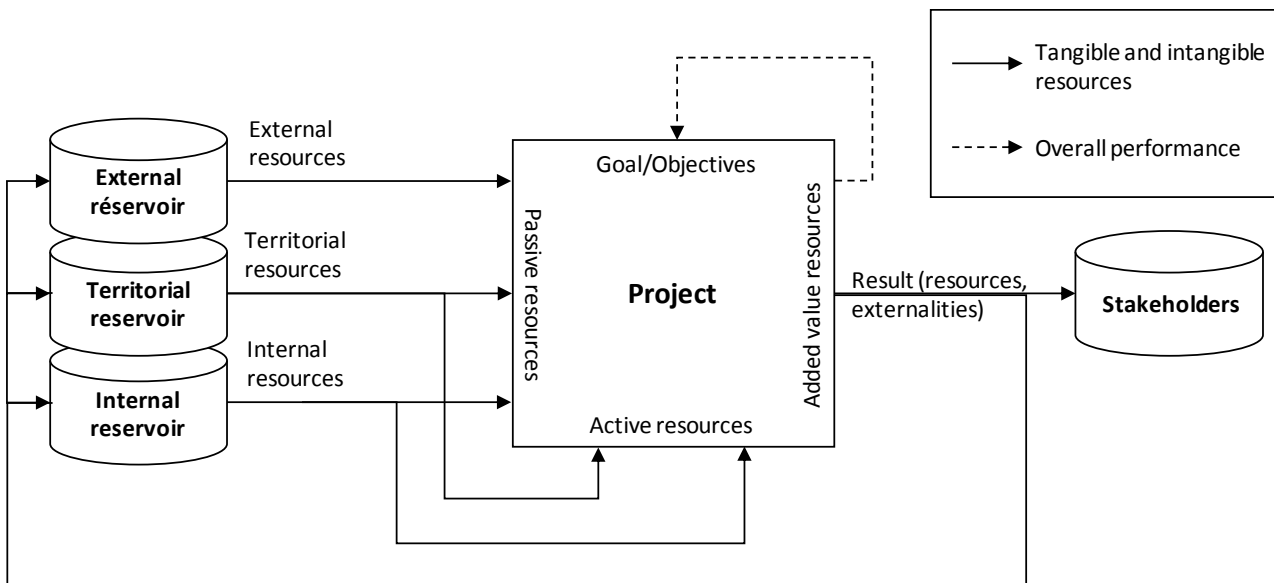 Tangible and intangible
resources
Overall performance
External
resources
External
réservoir
Territorial
resources
Territorial
reservoir
Internal
resources
Internal
reservoir
Goal/Objectives
Passive resources
Project
Added value resources
Active resources
Result (resources,
externalities)
Stakeholders